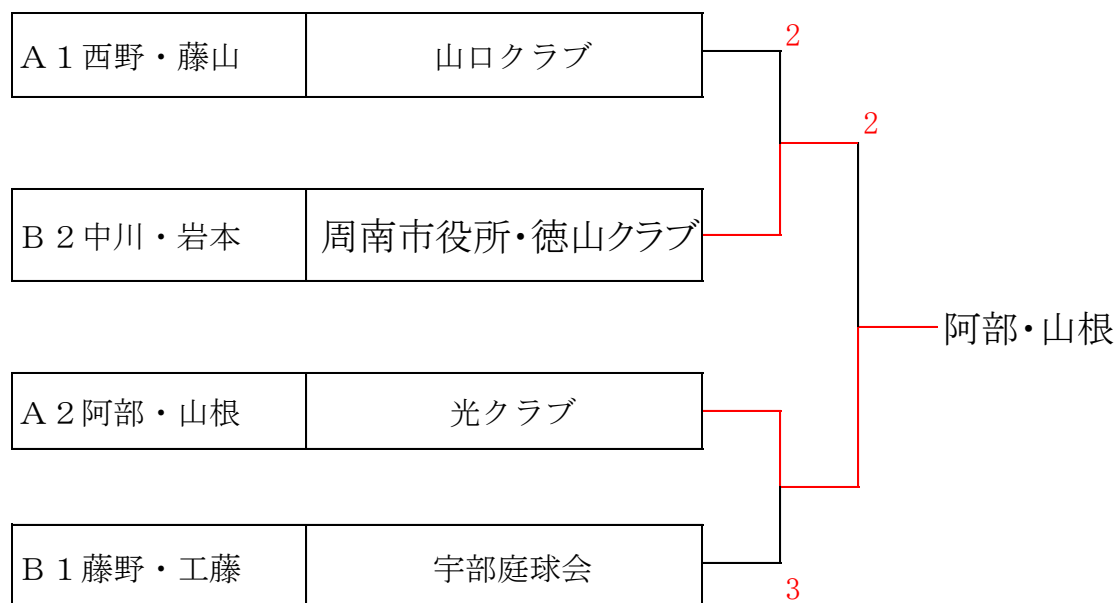 A1西野・藤山 山口クラブ
2
2
B2中川・岩本 周南市役所・徳山クラブ
阿部・山根
A2阿部・山根 光クラブ
B1藤野・工藤 宇部庭球会
3